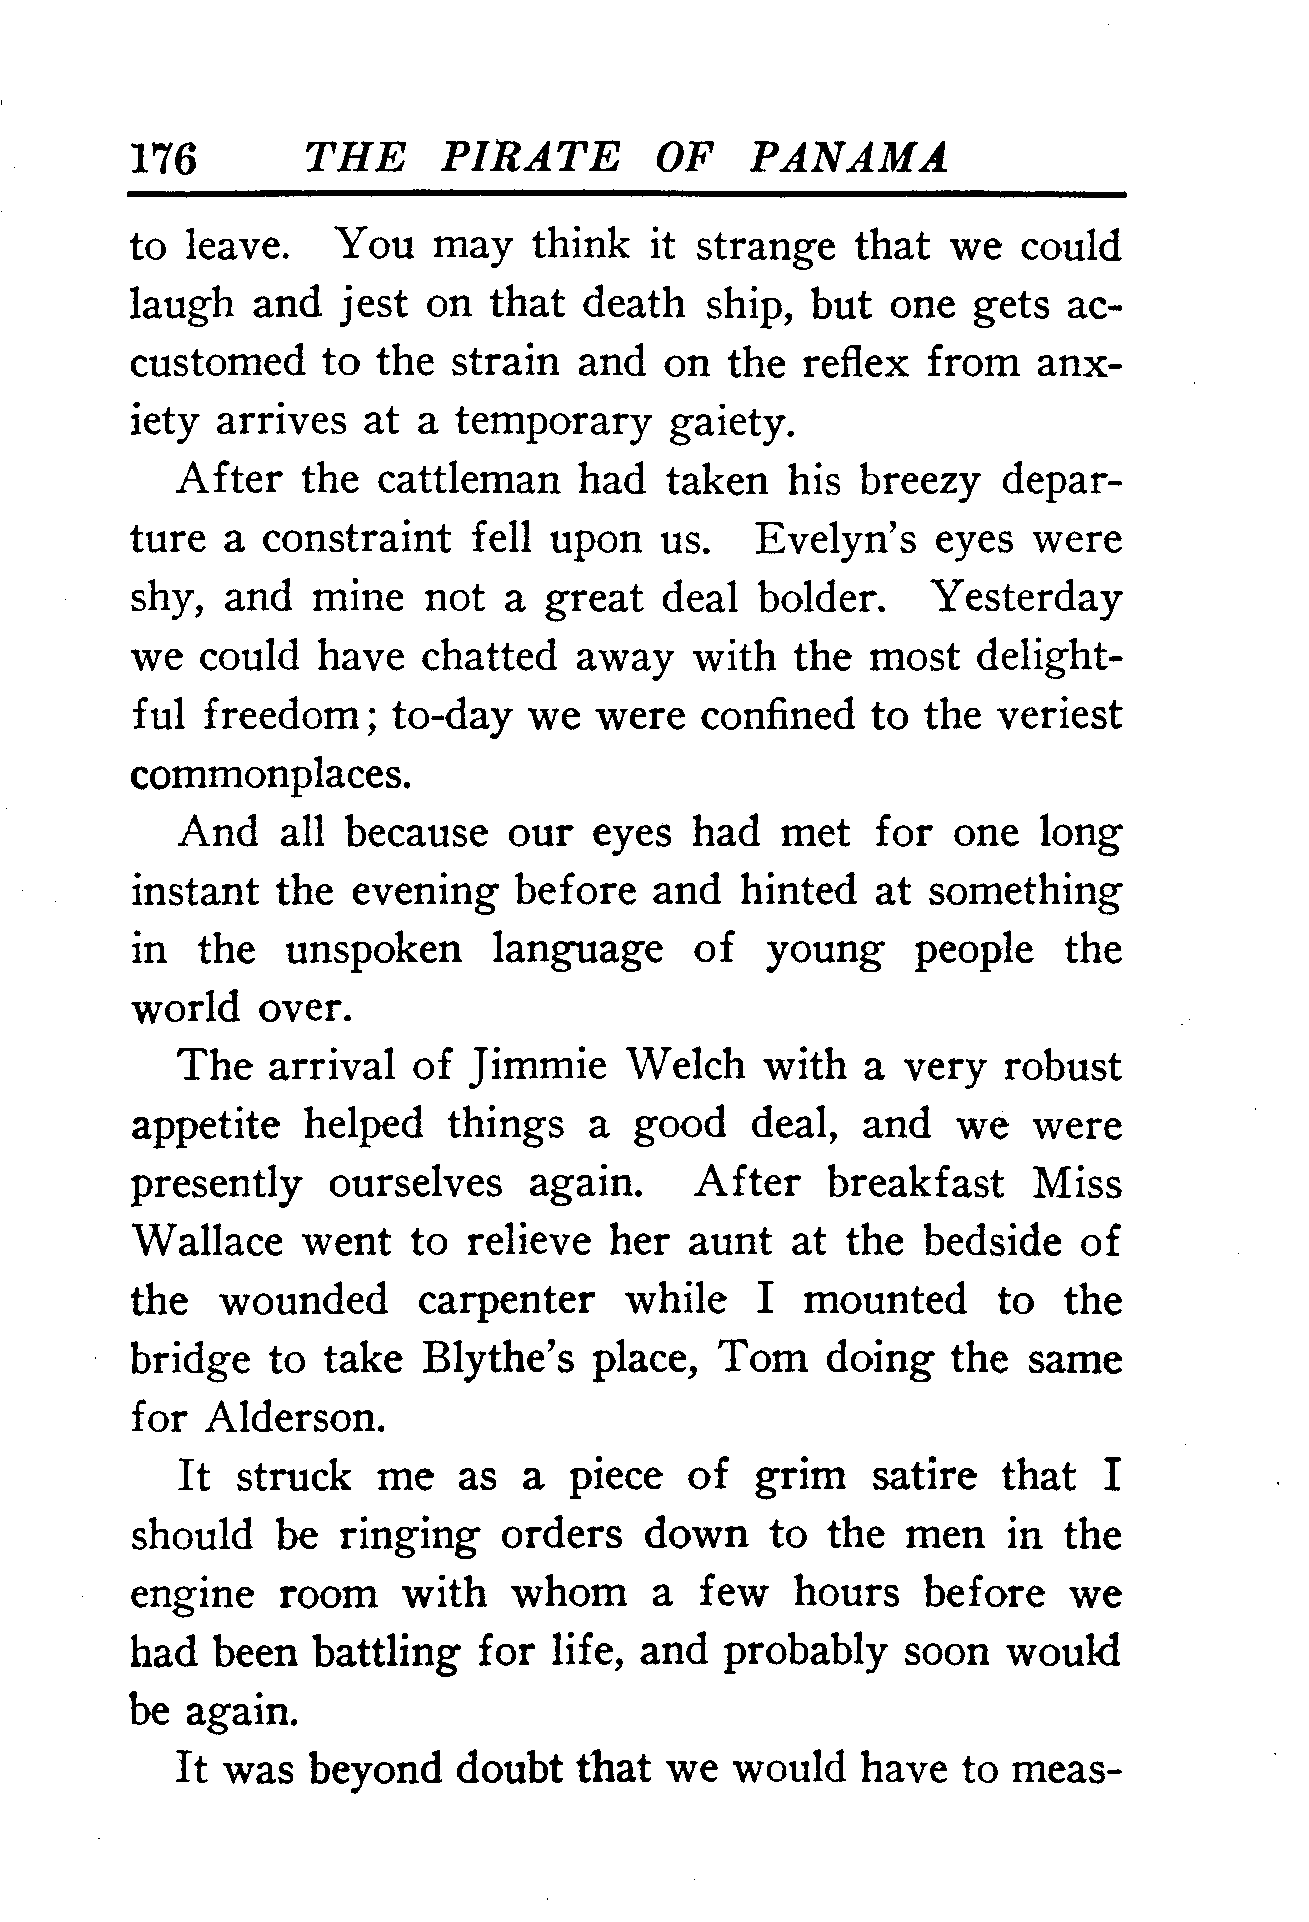 176 THE PIRATE OF PANAMA
to leave. You may think it strange that we could
laugh and jest on that death ship, but one gets ac-
customed to the strain and on the reflex from anx-
iety arrives at a temporary gaiety.
After the cattleman had taken his breezy depar-
ture a constraint fell upon us. Evelyn's eyes were
shy, and mine not a great deal bolder. Yesterday
we could have chatted away with the most delight-
ful freedom; to-day we were confined to the veriest
commonplaces.
And all because our eyes had met for one long
instant the evening before and hinted at something
in the unspoken language of young people the
world over.
The arrival of Jimmie Welch with a very robust
appetite helped things a good deal, and we were
presently ourselves again. After breakfast Miss
Wallace went to relieve her aunt at the bedside of
the wounded carpenter while I mounted to the
bridge to take Blythe's place, Tom doing the same
for Alderson.
It struck me as a piece of grim satire that I
should be ringing orders down to the men in the
engine room with whom a few hours before we
had been battling for life, and probably soon would
be again.
It was beyond doubt that we would have to meas-